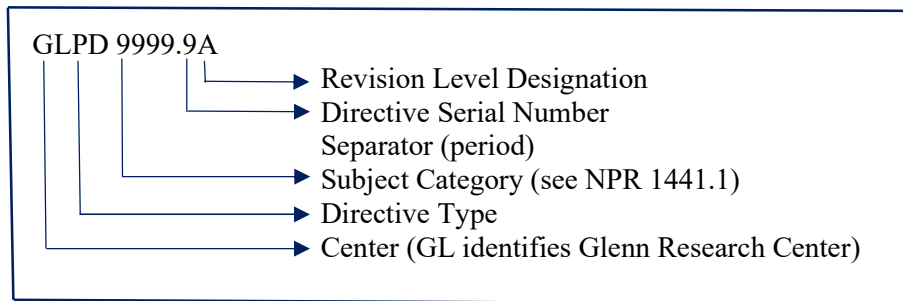 GLPD 9999.9A
Revision Level Designation
Directive Serial Number
Separator (period)
Subject Category (see NPR 1441.1)
Directive Type
Center (GL identifies Glenn Research Center)